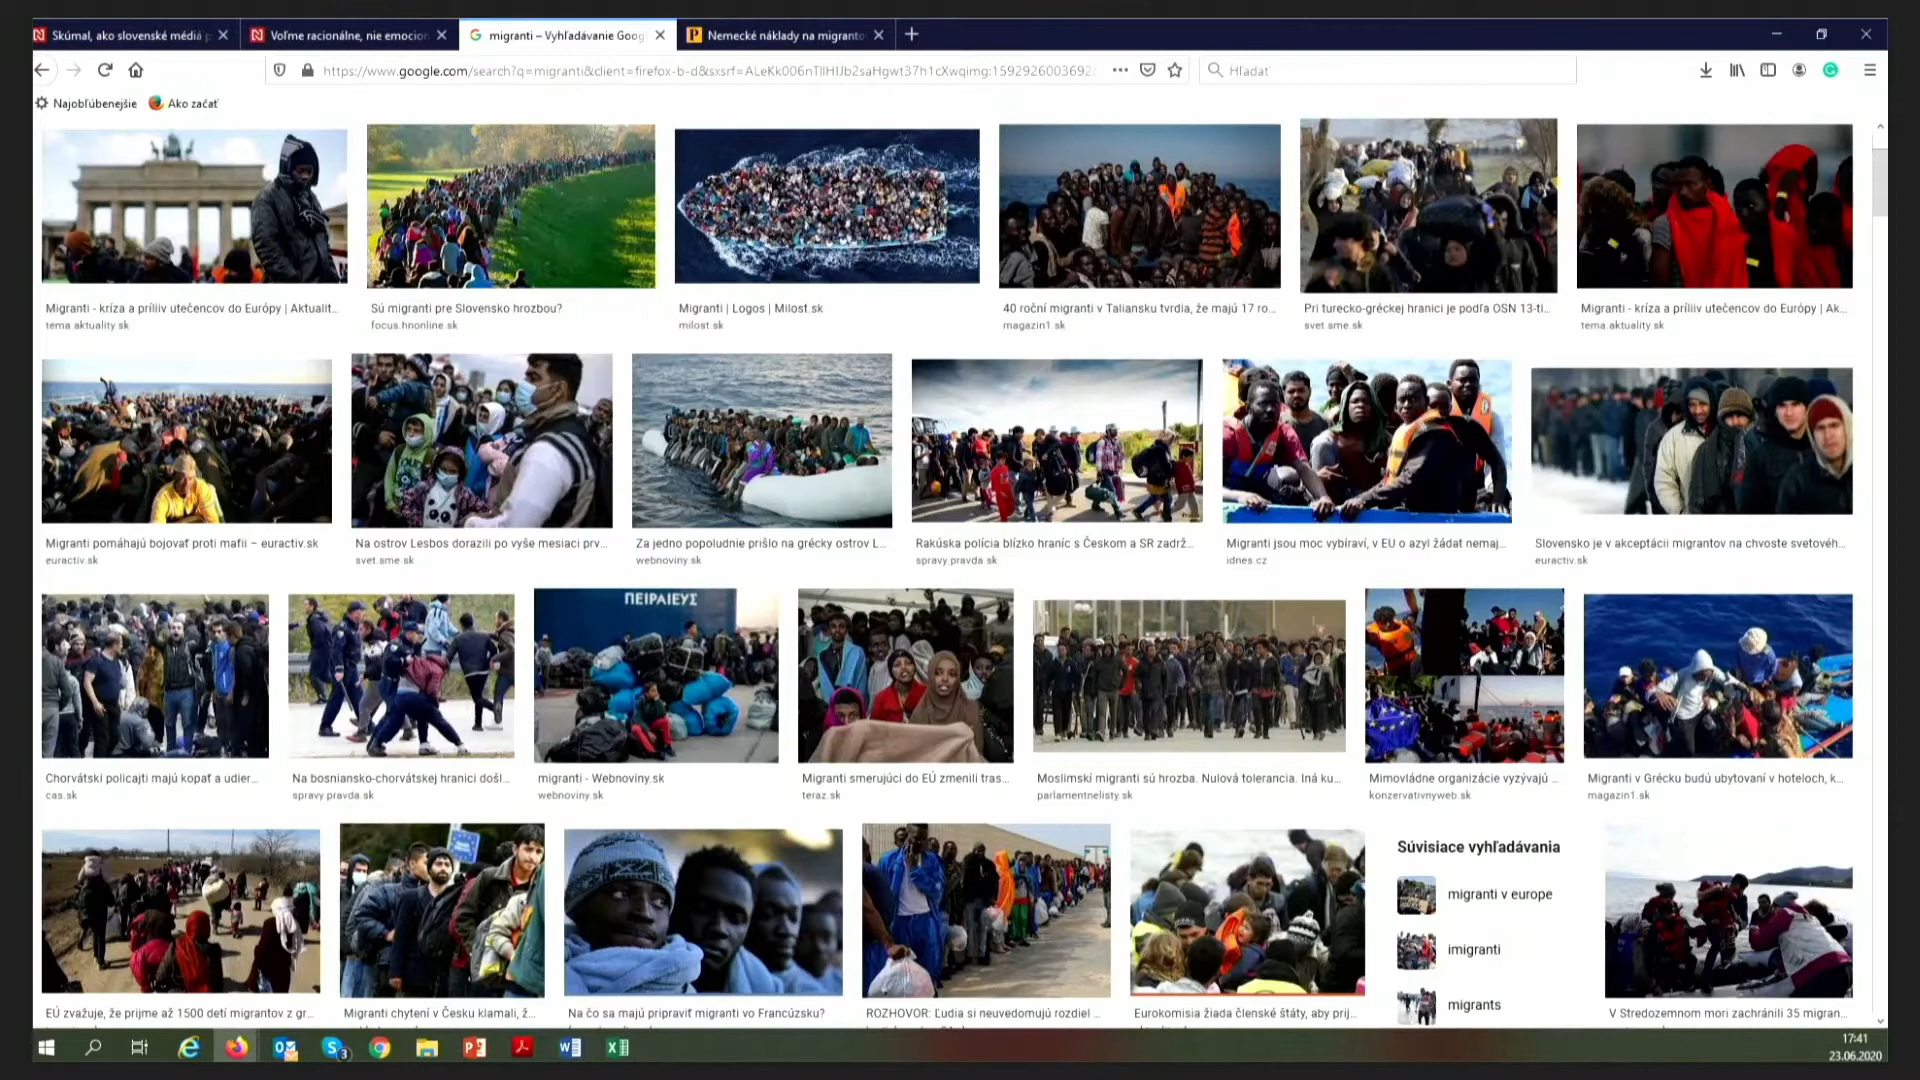 Skúmal, ako slovenské médiá p
Voľme racionálne, nie emocion
migranti – Vyhľadávanie Goog
Nemecké náklady na migranto
Hľadať
Najobľúbenejšie
Ako začať
Migranti - kríza a príliv utečencov do Európy | Aktualit...
tema.aktuality.sk
Sú migranti pre Slovensko hrozbou?
focus.hnonline.sk
Migranti | Logos | Milost.sk
milost.sk
40 roční migranti v Taliansku tvrdia, že majú 17 ro...
magazin1.sk
Pri turecko-gréckej hranici je podľa OSN 13-ti...
svet.sme.sk
Migranti - kríza a príliv utečencov do Európy | Ak...
tema.aktuality.sk
Migranti pomáhajú bojovať proti mafii – euractiv.sk
euractiv.sk
Na ostrov Lesbos dorazili po vyše mesiaci prv...
svet.sme.sk
Za jedno popoludnie prišlo na grécky ostrov L...
webnoviny.sk
Rakúska polícia blízko hraníc s Českom a SR zadrž...
spravy.pravda.sk
Migranti jsou moc vybíraví, v EU o azyl žádat nemaj...
idnes.cz
Slovensko je v akceptácii migrantov na chvoste svetovéh...
euractiv.sk
ΠΕΙΡΑΙΕΥΣ
Chorvátski policajti majú kopať a udier...
cas.sk
Na bosniansko-chorvátskej hranici došl...
spravy.pravda.sk
migranti - Webnoviny.sk
webnoviny.sk
Migranti smerujúci do EÚ zmenili tras...
teraz.sk
Moslimskí migranti sú hrozba. Nulová tolerancia. Iná ku...
parlamentnelisty.sk
Mimovládne organizácie vyzývajú ...
konzervativnyweb.sk
Migranti v Grécku budú ubytovaní v hoteloch, k...
magazin1.sk
Súvisiace vyhľadávania
migranti v europe
imigranti
migrants
EÚ zvažuje, že prijme až 1500 detí migrantov z gr...
Migranti chytení v Česku klamali, ž...
Na čo sa majú pripraviť migranti vo Francúzsku?
ROZHOVOR: Ľudia si neuvedomujú rozdiel ...
Eurokomisia žiada členské štáty, aby prij...
V Stredozemnom mori zachránili 35 migran...
17:41
23.06.2020